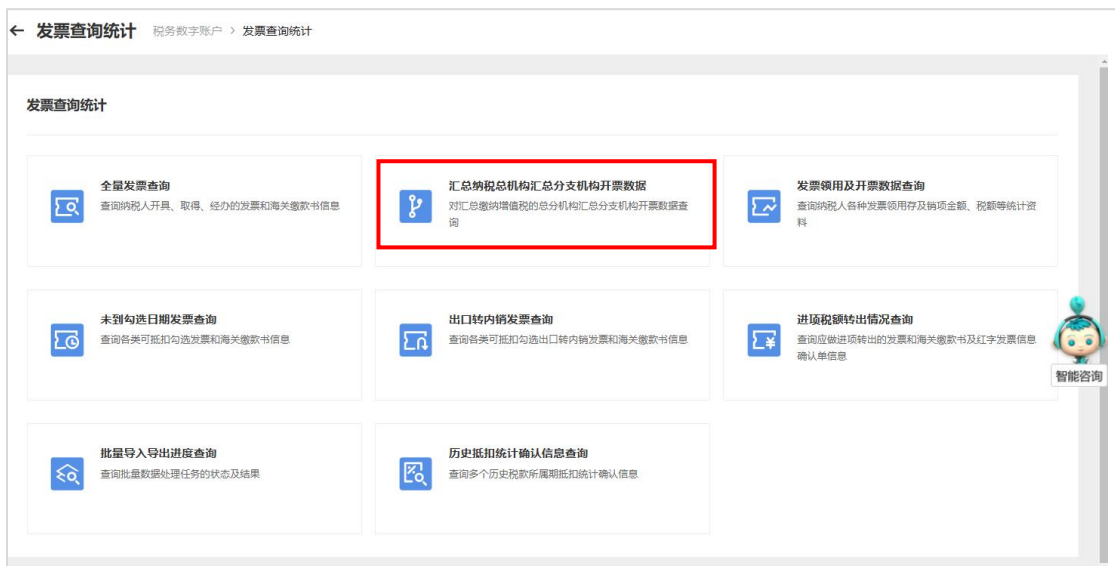 ← 发票查询统计 税务数字账户 > 发票查询统计
发票查询统计
全量发票查询
查询纳税人开具、取得、经办的发票和海关缴款书信息
汇总纳税总机构汇总分支机构开票数据
对汇总缴纳增值税的总分机构汇总分支机构开票数据查
询
发票领用及开票数据查询
查询纳税人各种发票领用存及销项金额、税额等统计资
料
未到勾选日期发票查询
查询各类可抵扣勾选发票和海关缴款书信息
出口转内销发票查询
查询各类可抵扣勾选出口转内销发票和海关缴款书信息
进项税额转出情况查询
查询应做进项转出的发票和海关缴款书及红字发票信息
确认单信息
智能咨询
批量导入导出进度查询
查询批量数据处理任务的状态及结果
历史抵扣统计确认信息查询
查询多个历史税款所属期抵扣统计确认信息